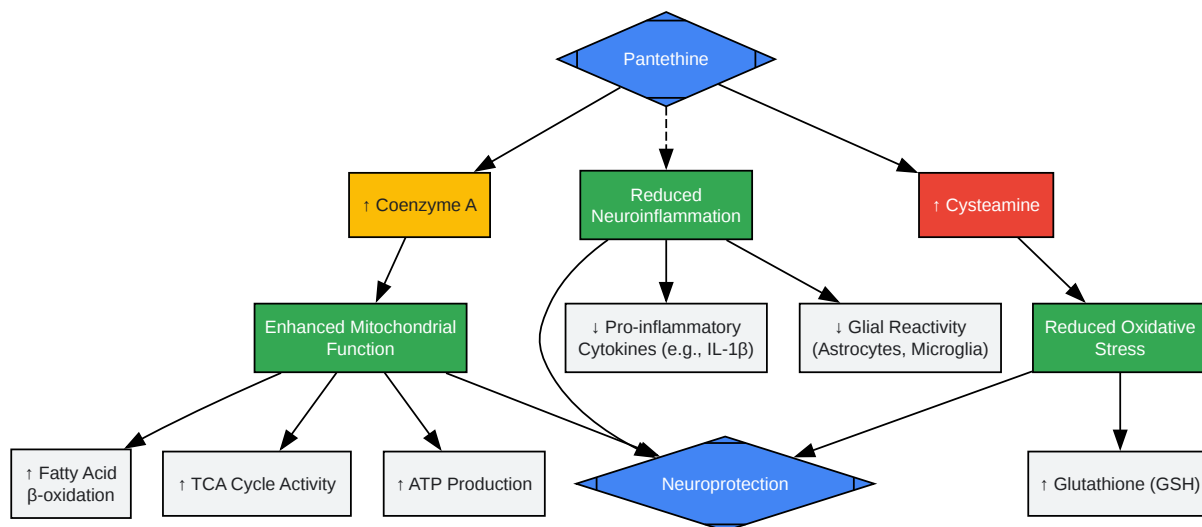 Pantethine
↑ Coenzyme A
Reduced
Neuroinflammation
↑ Cysteamine
Enhanced Mitochondrial
Function
↓ Pro-inflammatory
Cytokines (e.g., IL-1β)
↓ Glial Reactivity
(Astrocytes, Microglia)
Reduced Oxidative
Stress
↑ Fatty Acid
β-oxidation
↑ TCA Cycle Activity
↑ ATP Production
Neuroprotection
↑ Glutathione (GSH)